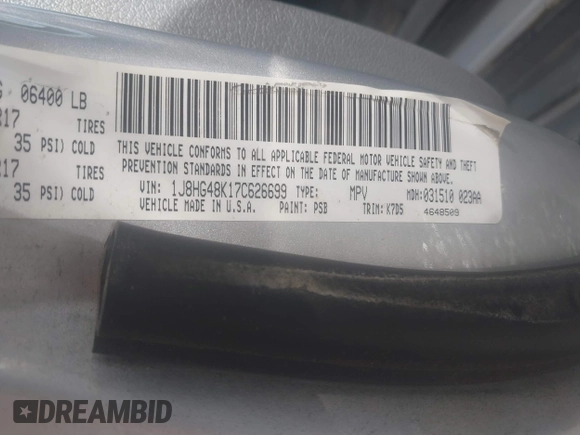 06400 LB
R17 TIRES
35 PSI) COLD
R17 TIRES
35 PSI) COLD
THIS VEHICLE CONFORMS TO ALL APPLICABLE FEDERAL MOTOR VEHICLE SAFETY AND THEFT
PREVENTION STANDARDS IN EFFECT ON THE DATE OF MANUFACTURE SHOWN ABOVE.
VIN: 1J8HG48K17C626699 TYPE: MPV MDH: 031510 023AA
VEHICLE MADE IN U.S.A. PAINT: PSB TRIM: K7D5 4648509
DREAMBID